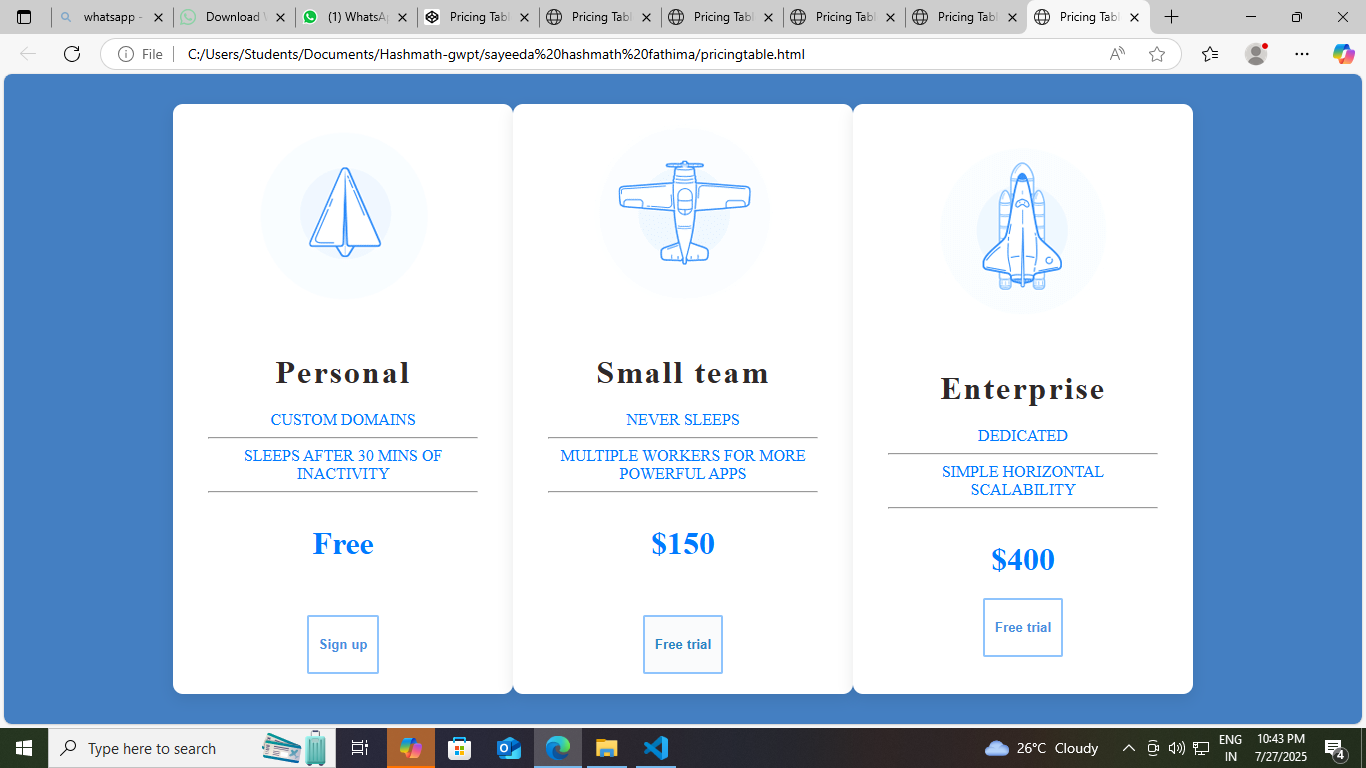 whatsapp -
Download
(1) WhatsA
Pricing Tab
Pricing Tab
Pricing Tab
Pricing Tab
Pricing Tab
Pricing Tab
File
C:/Users/Students/Documents/Hashmath-gwpt/sayeeda%20hashmath%20fathima/pricingtable.html
Personal
CUSTOM DOMAINS
SLEEPS AFTER 30 MINS OF
INACTIVITY
Free
Sign up
Small team
NEVER SLEEPS
MULTIPLE WORKERS FOR MORE
POWERFUL APPS
$150
Free trial
Enterprise
DEDICATED
SIMPLE HORIZONTAL
SCALABILITY
$400
Free trial
Type here to search
26°C Cloudy
ENG
IN
10:43 PM
7/27/2025
4